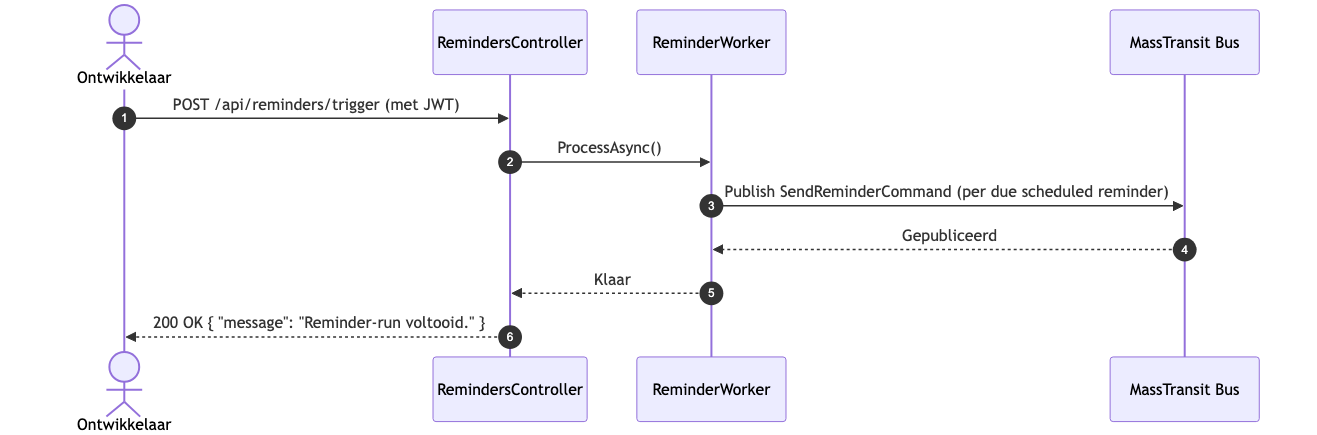 Ontwikkelaar
RemindersController
ReminderWorker
MassTransit Bus
POST /api/reminders/trigger (met JWT)
1
ProcessAsync()
2
Publish SendReminderCommand (per due scheduled reminder)
3
Gepubliceerd
4
Klaar
5
200 OK { "message": "Reminder-run voltooid." }
6
Ontwikkelaar
RemindersController
ReminderWorker
MassTransit Bus